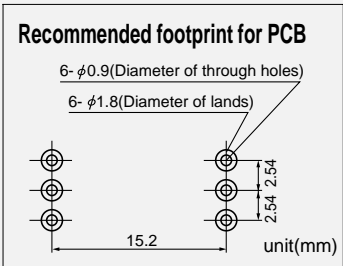 Recommended footprint for PCB
6- ϕ0.9(Diameter of through holes)
6- ϕ1.8(Diameter of lands)
2.54
2.54
15.2
unit(mm)